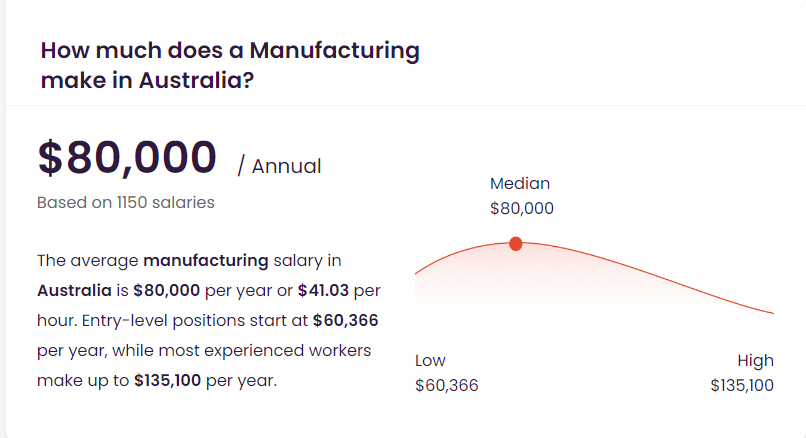 How much does a Manufacturing
make in Australia?
$80,000 / Annual
Based on 1150 salaries
The average manufacturing salary in
Australia is $80,000 per year or $41.03 per
hour. Entry-level positions start at $60,366
per year, while most experienced workers
make up to $135,100 per year.
Median
$80,000
Low
$60,366
High
$135,100